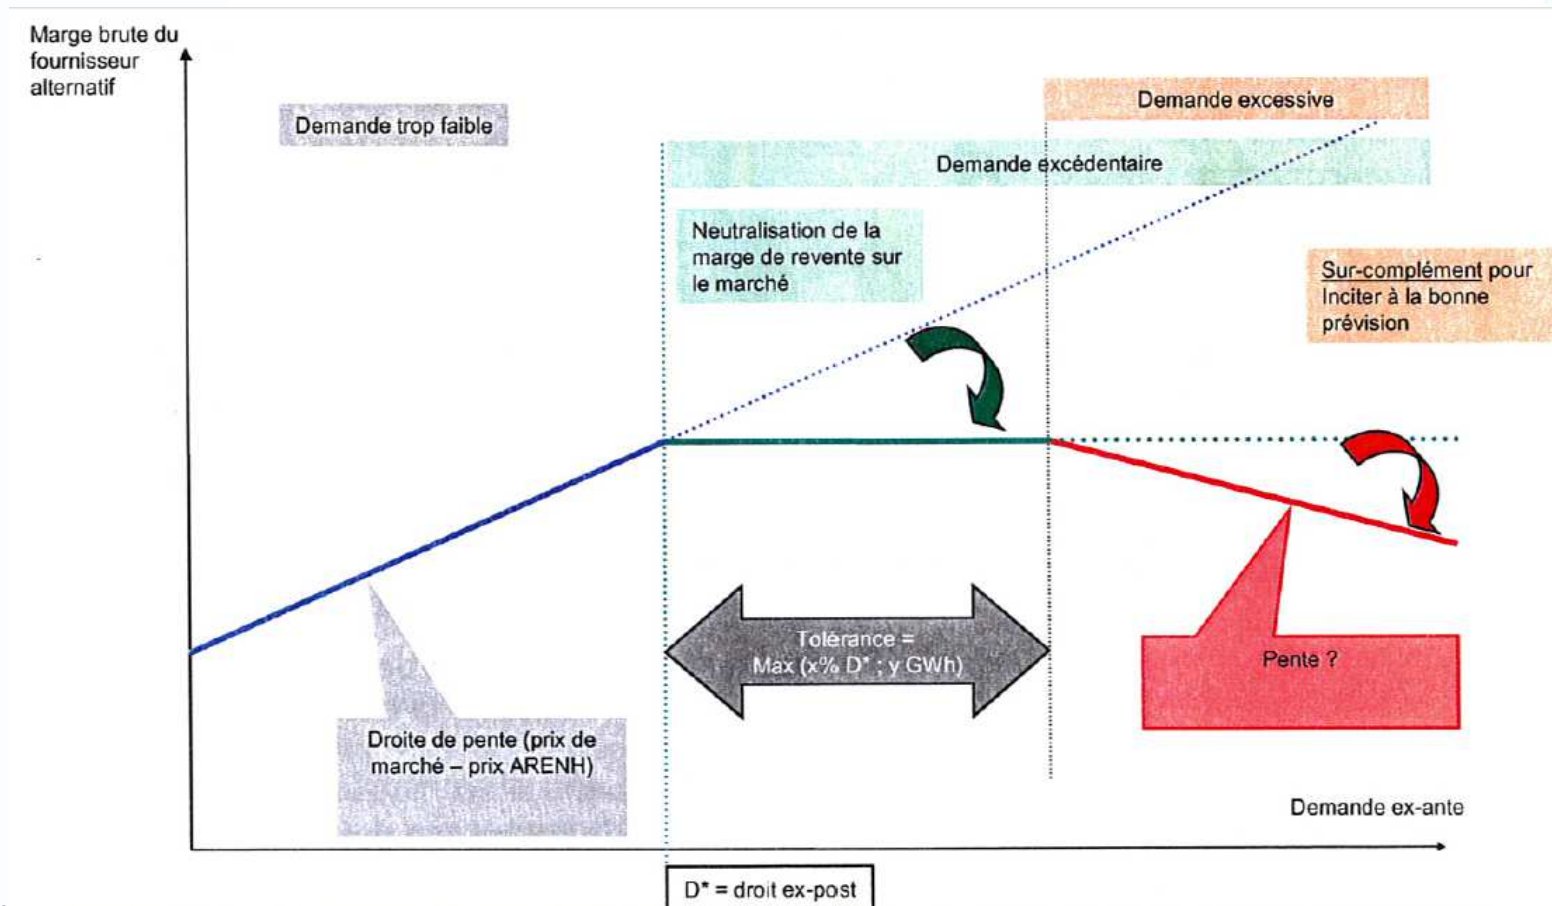 Marge brute du
fournisseur
alternatif
Demande trop faible
Demande excessive
Demande excédentaire
Neutralisation de la
marge de revente sur
le marché
Sur-complément pour
Inciter à la bonne
prévision
Tolérance =
Max (x% D* ; y GWh)
Pente ?
Droite de pente (prix de
marché – prix ARENH)
Demande ex-ante
D* = droit ex-post